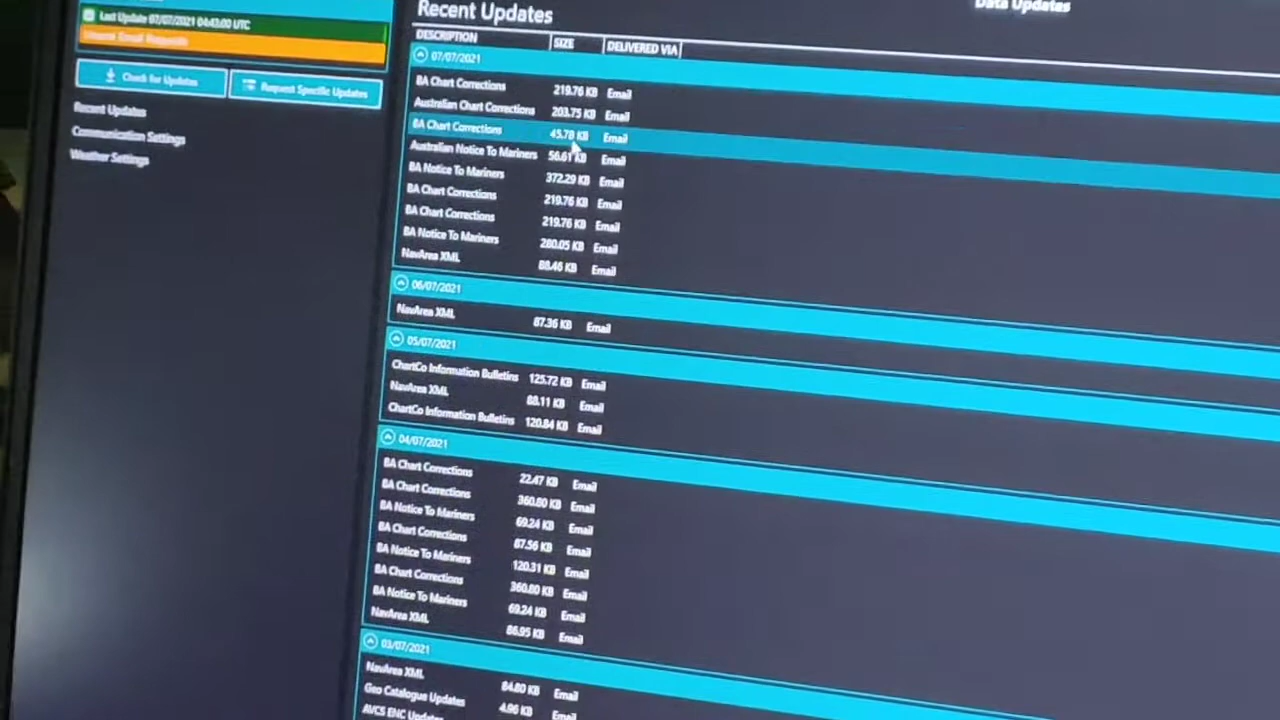 Data Updates
Recent Updates
Last Update 07/07/2021 04:43:00 UTC
Email Requests
Check for Updates
Request Specific Updates
Recent Updates
Communication Settings
Weather Settings
DESCRIPTION SIZE DELIVERED VIA
07/07/2021
BA Chart Corrections 219.76 KB Email
Australian Chart Corrections 203.75 KB Email
BA Chart Corrections 45.78 KB Email
Australian Notice To Mariners 56.61 KB Email
BA Notice To Mariners 372.29 KB Email
BA Chart Corrections 219.76 KB Email
BA Chart Corrections 219.76 KB Email
BA Notice To Mariners 280.05 KB Email
NavArea XML 88.46 KB Email
06/07/2021
NavArea XML 87.36 KB Email
05/07/2021
ChartCo Information Bulletins 125.72 KB Email
NavArea XML 88.11 KB Email
ChartCo Information Bulletins 120.84 KB Email
04/07/2021
BA Chart Corrections 22.47 KB Email
BA Chart Corrections 360.80 KB Email
BA Notice To Mariners 69.24 KB Email
BA Chart Corrections 87.56 KB Email
BA Notice To Mariners 120.31 KB Email
BA Chart Corrections 360.80 KB Email
BA Notice To Mariners 69.24 KB Email
NavArea XML 86.95 KB Email
03/07/2021
NavArea XML 84.80 KB Email
Geo Catalogue Updates 4.96 KB Email
AVCS ENC Updates